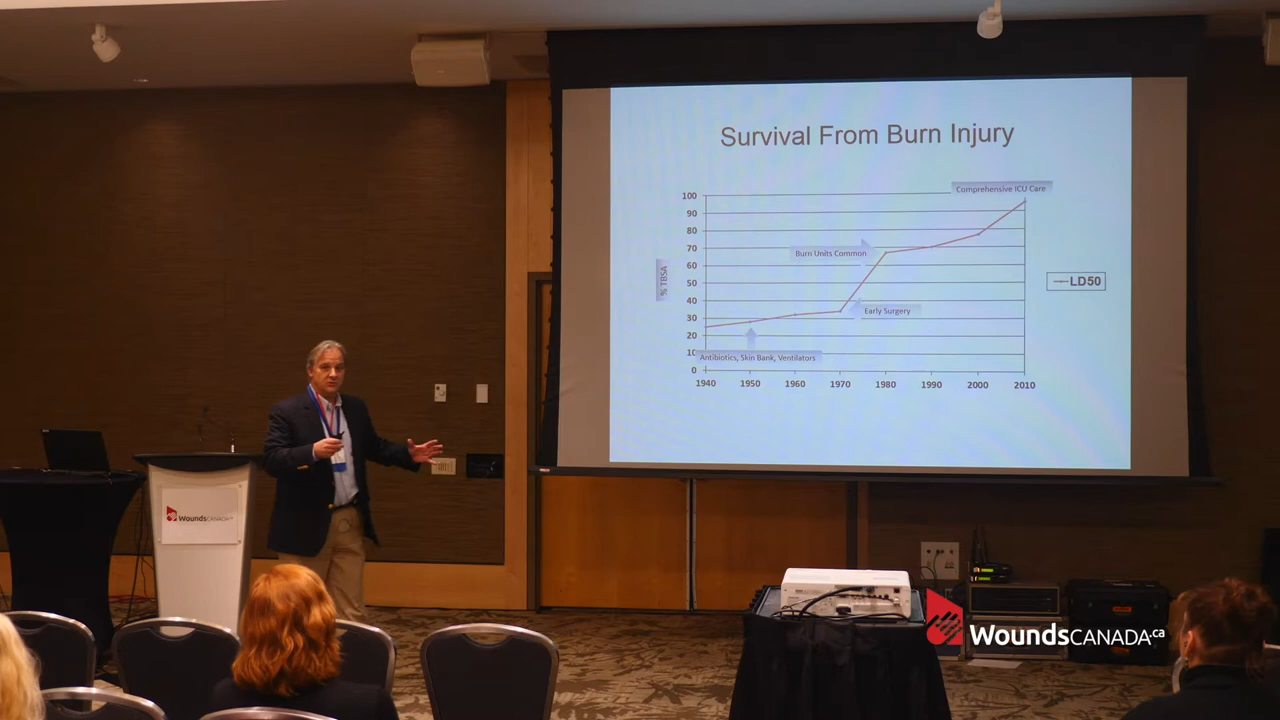 Survival From Burn Injury
Comprehensive ICU Care
100
90
80
70
60
50
40
30
20
10
0
% TBSA
Burn Units Common
Early Surgery
Antibiotics, Skin Bank, Ventilators
LD50
1940 1950 1960 1970 1980 1990 2000 2010
WoundsCANADA.ca
WoundsCANADA.ca